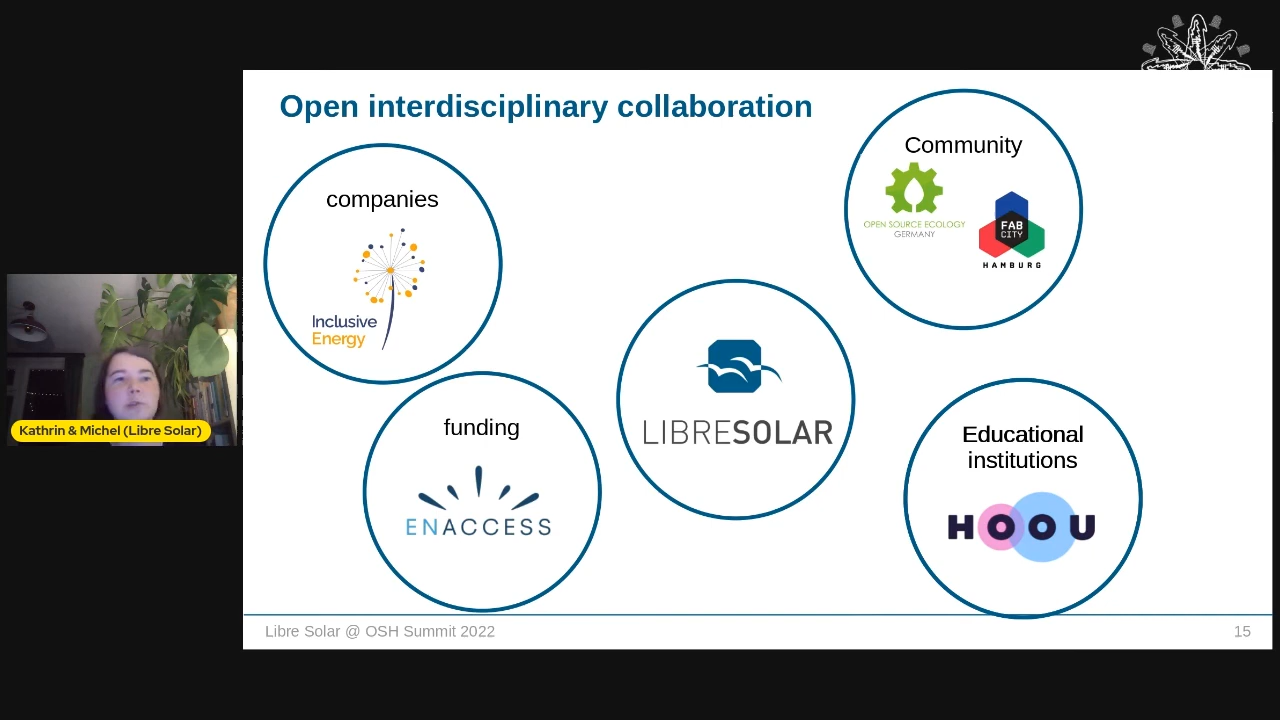 Open interdisciplinary collaboration
Community
OPEN SOURCE ECOLOGY
GERMANY
FAB
CITY
HAMBURG
companies
Inclusive
Energy
LIBRESOLAR
funding
ENACCESS
Educational
institutions
HOOU
Kathrin & Michel (Libre Solar)
Libre Solar @ OSH Summit 2022
15